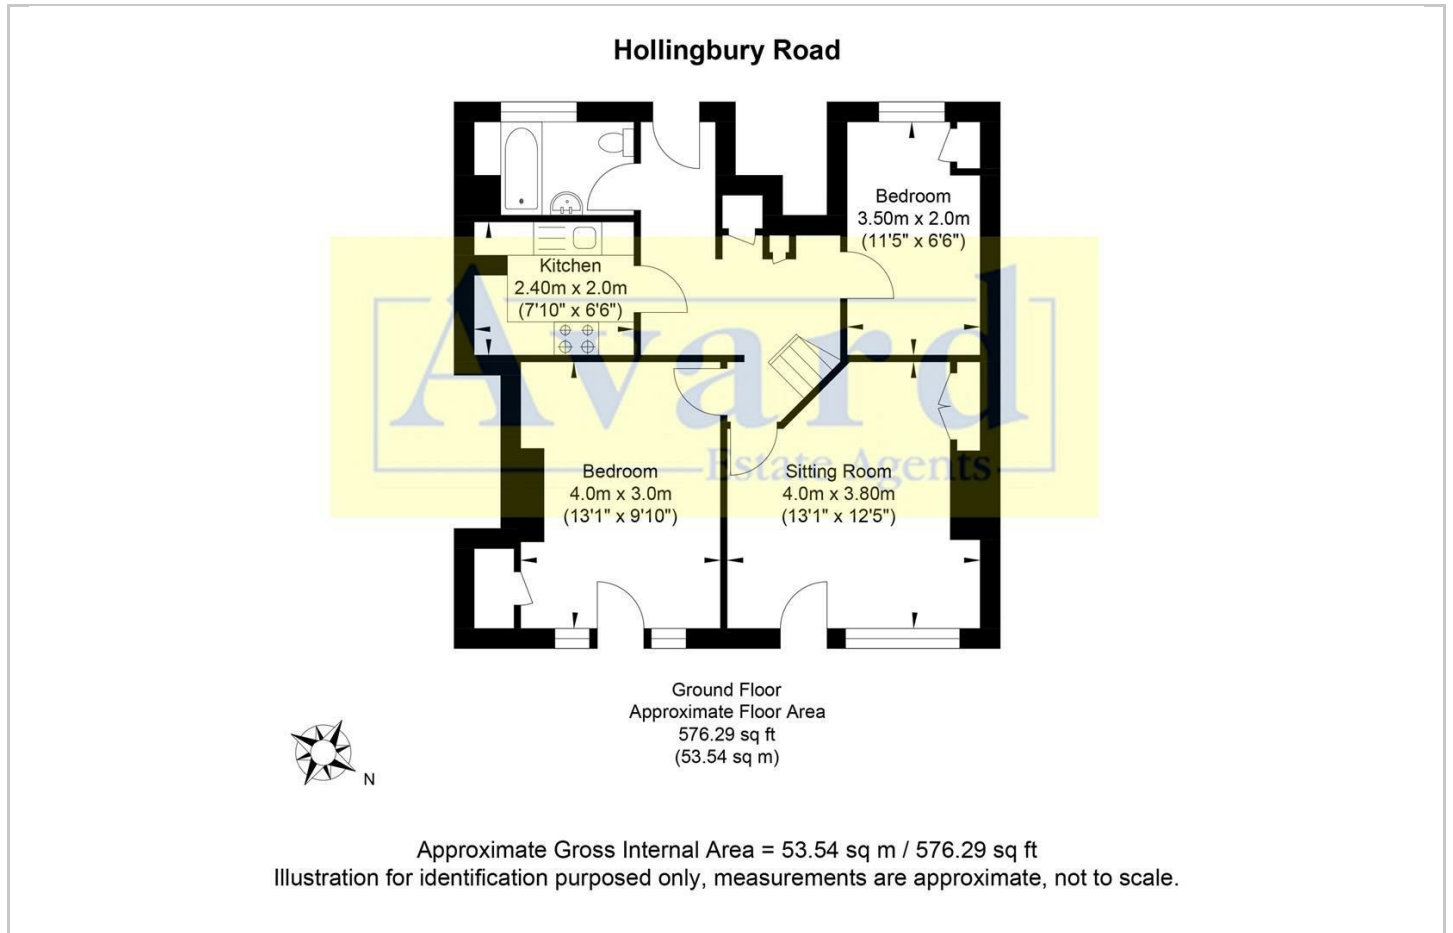 Hollingbury Road
Bedroom
3.50m x 2.0m
(11'5" x 6'6")
Kitchen
2.40m x 2.0m
(7'10" x 6'6")
Avard
Estate Agents
Bedroom
4.0m x 3.0m
(13'1" x 9'10")
Sitting Room
4.0m x 3.80m
(13'1" x 12'5")
Ground Floor
Approximate Floor Area
576.29 sq ft
(53.54 sq m)
N
Approximate Gross Internal Area = 53.54 sq m / 576.29 sq ft
Illustration for identification purposed only, measurements are approximate, not to scale.